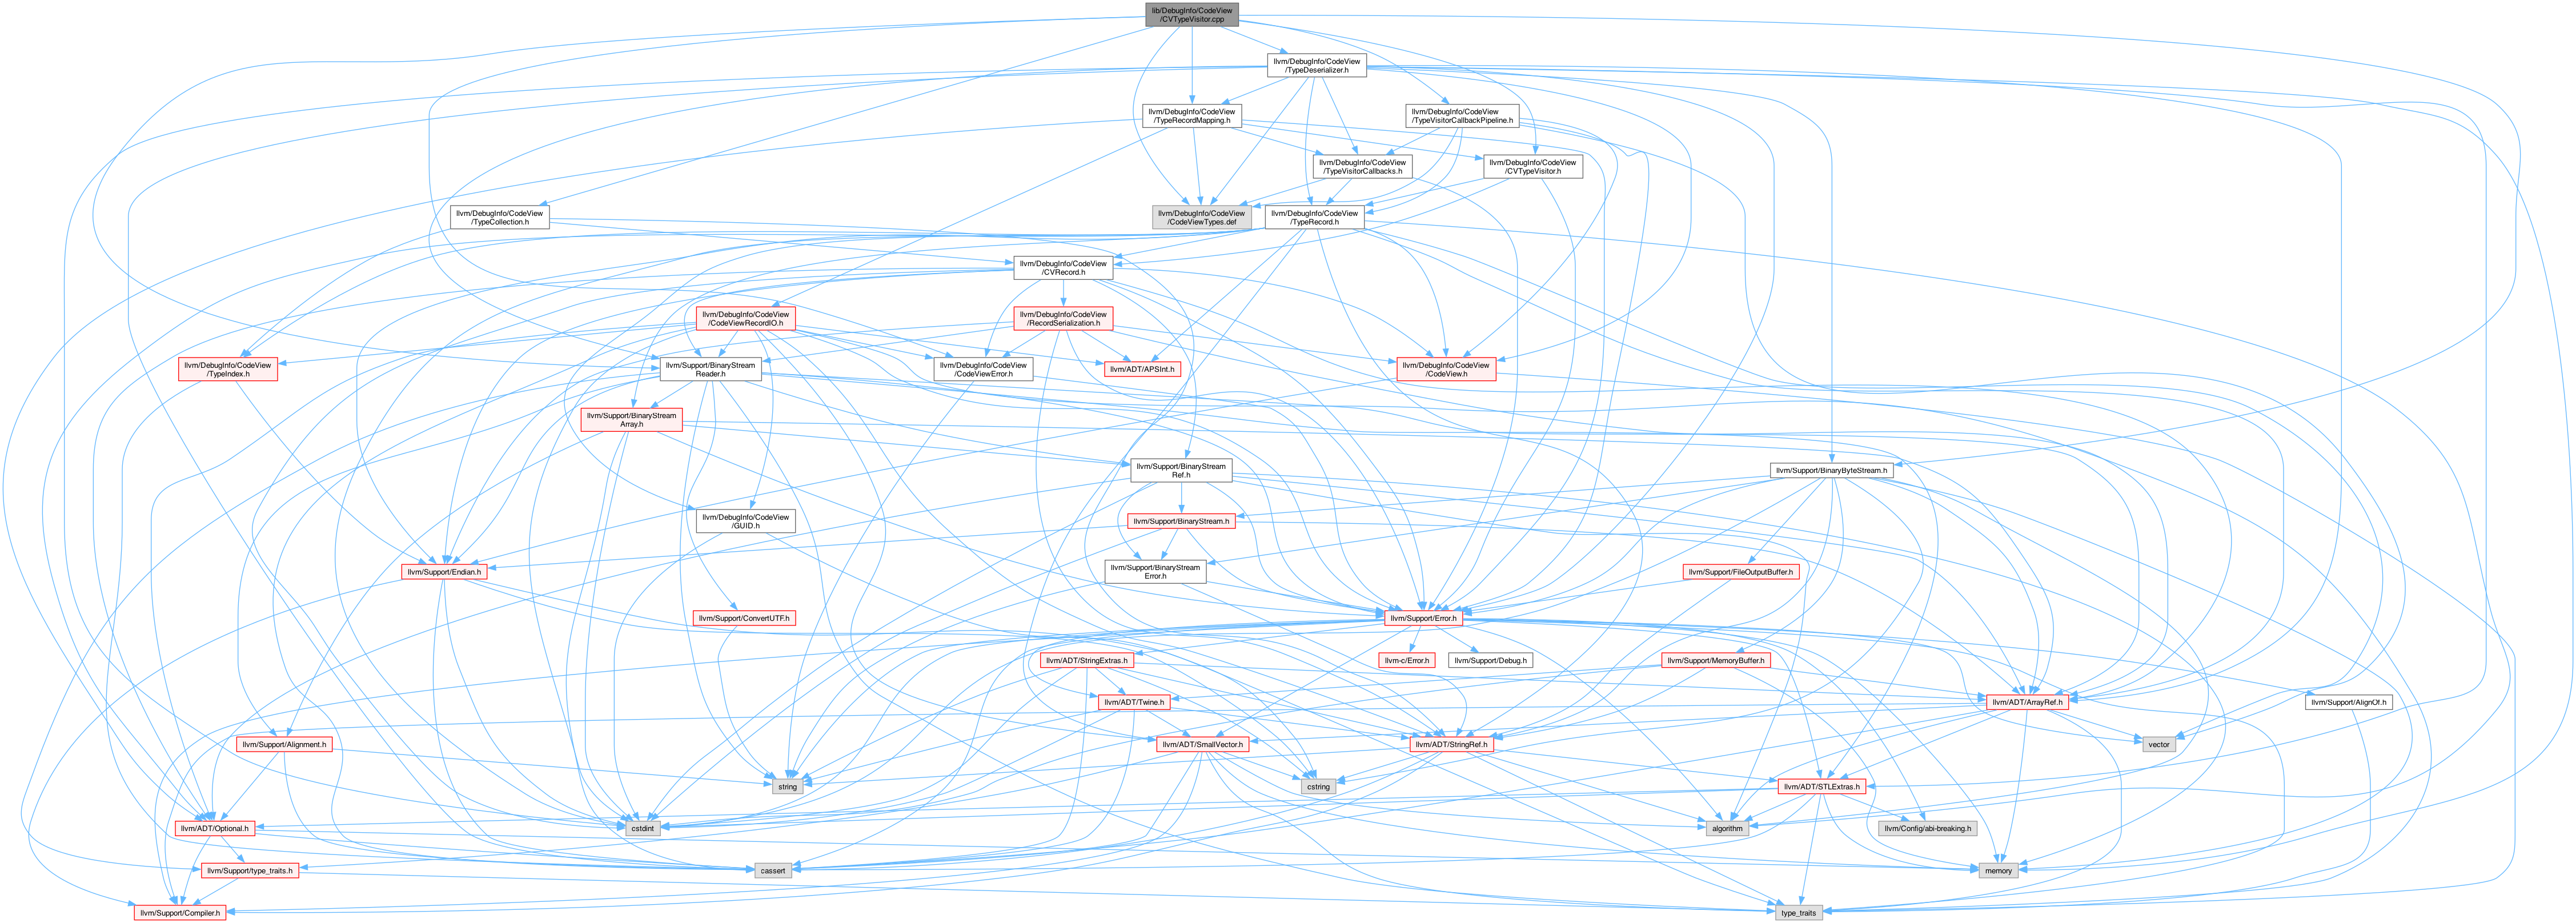 lib/DebugInfo/CodeView
/CVTypeVisitor.cpp
llvm/DebugInfo/CodeView
/TypeDeserializer.h
llvm/DebugInfo/CodeView
/TypeRecordMapping.h
llvm/DebugInfo/CodeView
/TypeVisitorCallbackPipeline.h
llvm/DebugInfo/CodeView
/TypeVisitorCallbacks.h
llvm/DebugInfo/CodeView
/CVTypeVisitor.h
llvm/DebugInfo/CodeView
/TypeCollection.h
llvm/DebugInfo/CodeView
/CodeViewTypes.def
llvm/DebugInfo/CodeView
/TypeRecord.h
llvm/DebugInfo/CodeView
/CVRecord.h
llvm/DebugInfo/CodeView
/CodeViewRecordIO.h
llvm/DebugInfo/CodeView
/RecordSerialization.h
llvm/DebugInfo/CodeView
/TypeIndex.h
llvm/Support/BinaryStream
Reader.h
llvm/DebugInfo/CodeView
/CodeViewError.h
llvm/ADT/APSInt.h
llvm/DebugInfo/CodeView
/CodeView.h
llvm/Support/BinaryStream
Array.h
llvm/Support/BinaryStream
Ref.h
llvm/Support/BinaryByteStream.h
llvm/DebugInfo/CodeView
/GUID.h
llvm/Support/BinaryStream.h
llvm/Support/Endian.h
llvm/Support/BinaryStream
Error.h
llvm/Support/FileOutputBuffer.h
llvm/Support/ConvertUTF.h
llvm/Support/Error.h
llvm/ADT/StringExtras.h
llvm-c/Error.h
llvm/Support/Debug.h
llvm/Support/MemoryBuffer.h
llvm/ADT/Twine.h
llvm/ADT/ArrayRef.h
llvm/Support/AlignOf.h
llvm/Support/Alignment.h
llvm/ADT/SmallVector.h
llvm/ADT/StringRef.h
vector
string
cstring
llvm/ADT/STLExtras.h
llvm/ADT/Optional.h
cstdint
algorithm
llvm/Config/abi-breaking.h
llvm/Support/type_traits.h
cassert
memory
llvm/Support/Compiler.h
type_traits